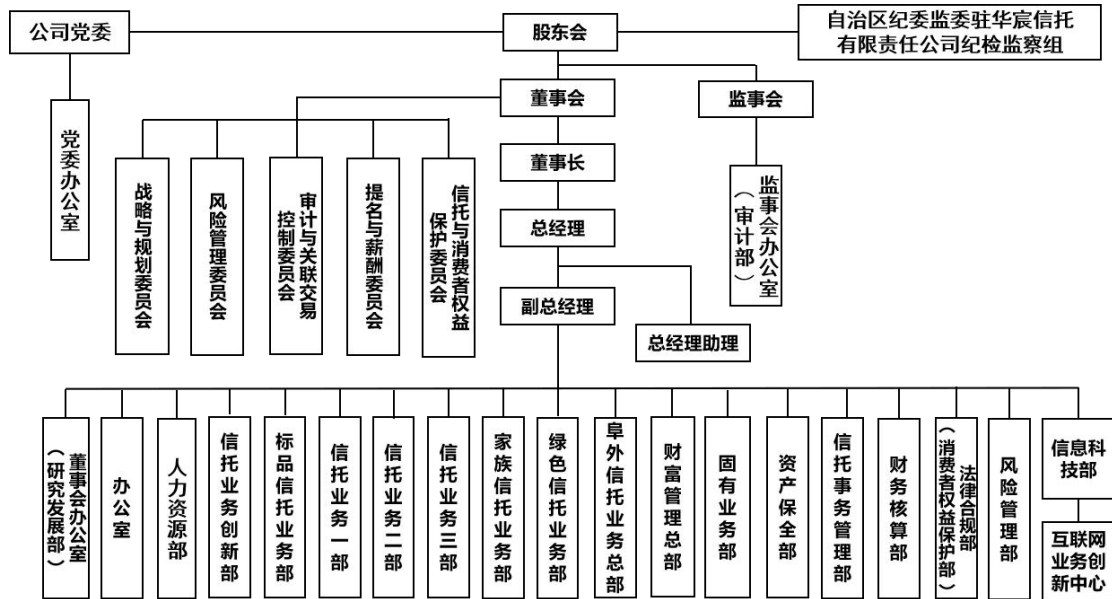 公司党委
股东会
自治区纪委监委驻华宸信托
有限责任公司纪检监察组
董事会
监事会
党委办公室
董事长
战略与规划委员会
风险管理委员会
审计与关联交易
控制委员会
提名与薪酬委员会
信托与消费者权益
保护委员会
监事会办公室
（审计部）
总经理
副总经理
总经理助理
董事会办公室
（研究发展部）
办公室
人力资源部
信托业务创新部
标品信托业务部
信托业务一部
信托业务二部
信托业务三部
家族信托业务部
绿色信托业务部
阜外信托业务总部
财富管理总部
固有业务部
资产保全部
信托事务管理部
财务核算部
法律合规部
（消费者权益保护部）
风险管理部
信息科
技部
互联网
业务创
新中心